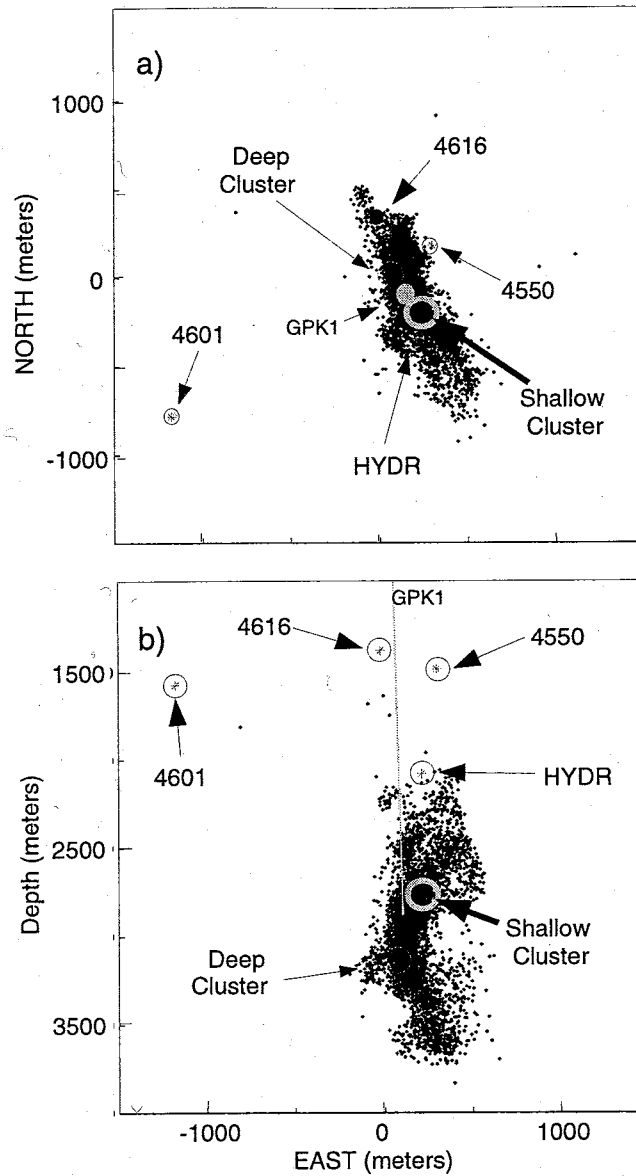 a)
1000
4616
Deep
Cluster
NORTH (meters)
0
4550
GPK1
4601
Shallow
Cluster
HYDR
-1000
b)
GPK1
4616
4550
1500
4601
HYDR
2500
Depth (meters)
Shallow
Cluster
Deep
Cluster
3500
-1000
0
1000
EAST (meters)